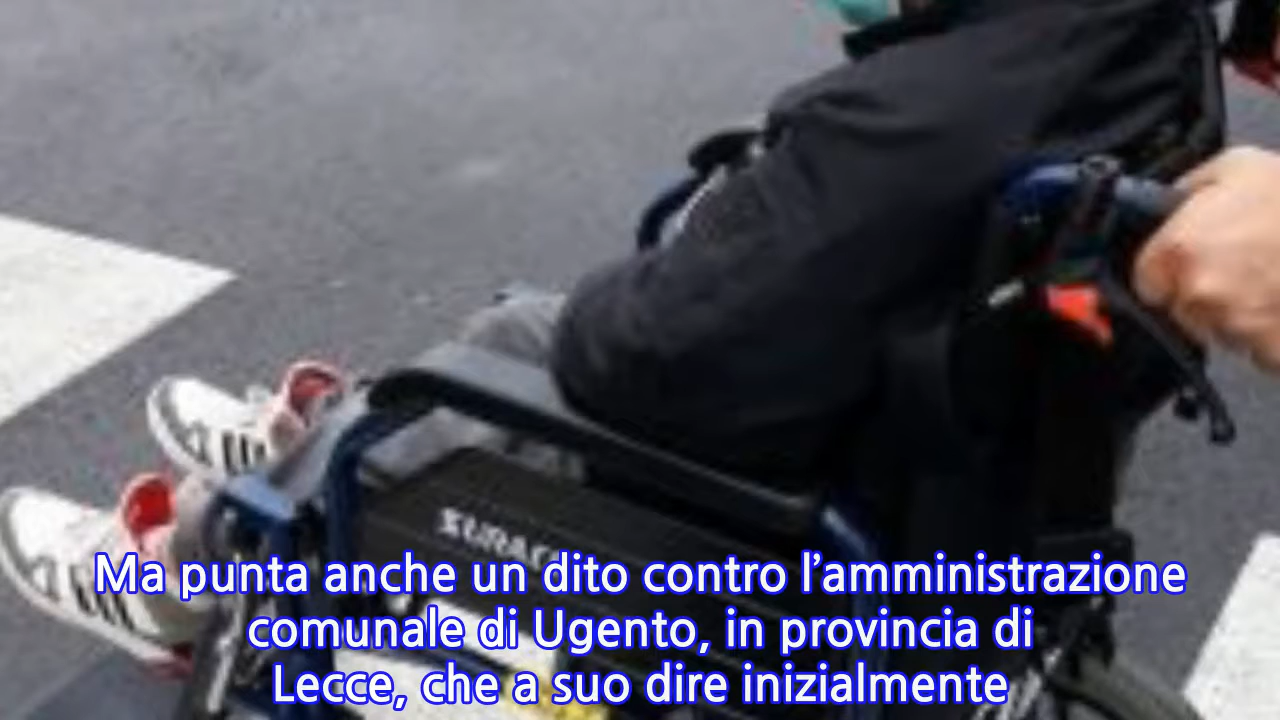 Ma punta anche un dito contro l'amministrazione
comunale di Ugento, in provincia di
Lecce, che a suo dire inizialmente